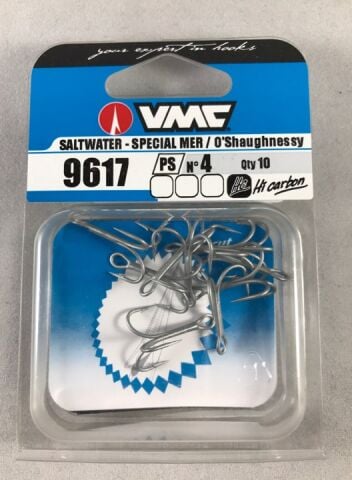 your expert in hooks
VMC
SALTWATER - SPECIAL MER / O'Shaughnessy
9617 PS / N° 4 Qty 10
Hi carbon